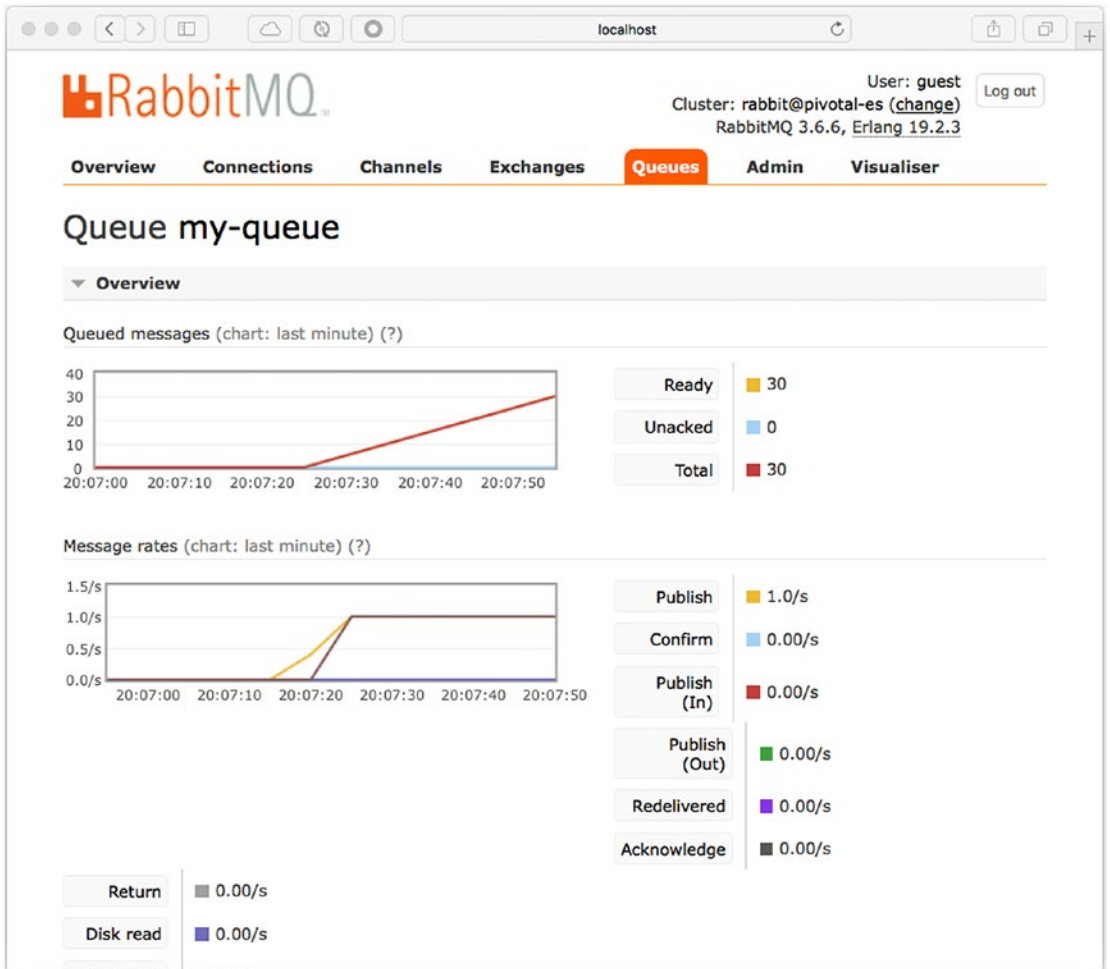 localhost
RabbitMQ™
User: guest
Log out
Cluster: rabbit@pivotal-es (change)
RabbitMQ 3.6.6, Erlang 19.2.3
Overview Connections Channels Exchanges Queues Admin Visualiser
Queue my-queue
Overview
Queued messages (chart: last minute) (?)
40
30
20
10
0
20:07:00 20:07:10 20:07:20 20:07:30 20:07:40 20:07:50
Ready 30
Unacked 0
Total 30
Message rates (chart: last minute) (?)
1.5/s
1.0/s
0.5/s
0.0/s
20:07:00 20:07:10 20:07:20 20:07:30 20:07:40 20:07:50
Publish 1.0/s
Confirm 0.00/s
Publish
(In) 0.00/s
Publish
(Out) 0.00/s
Redelivered 0.00/s
Acknowledge 0.00/s
Return 0.00/s
Disk read 0.00/s